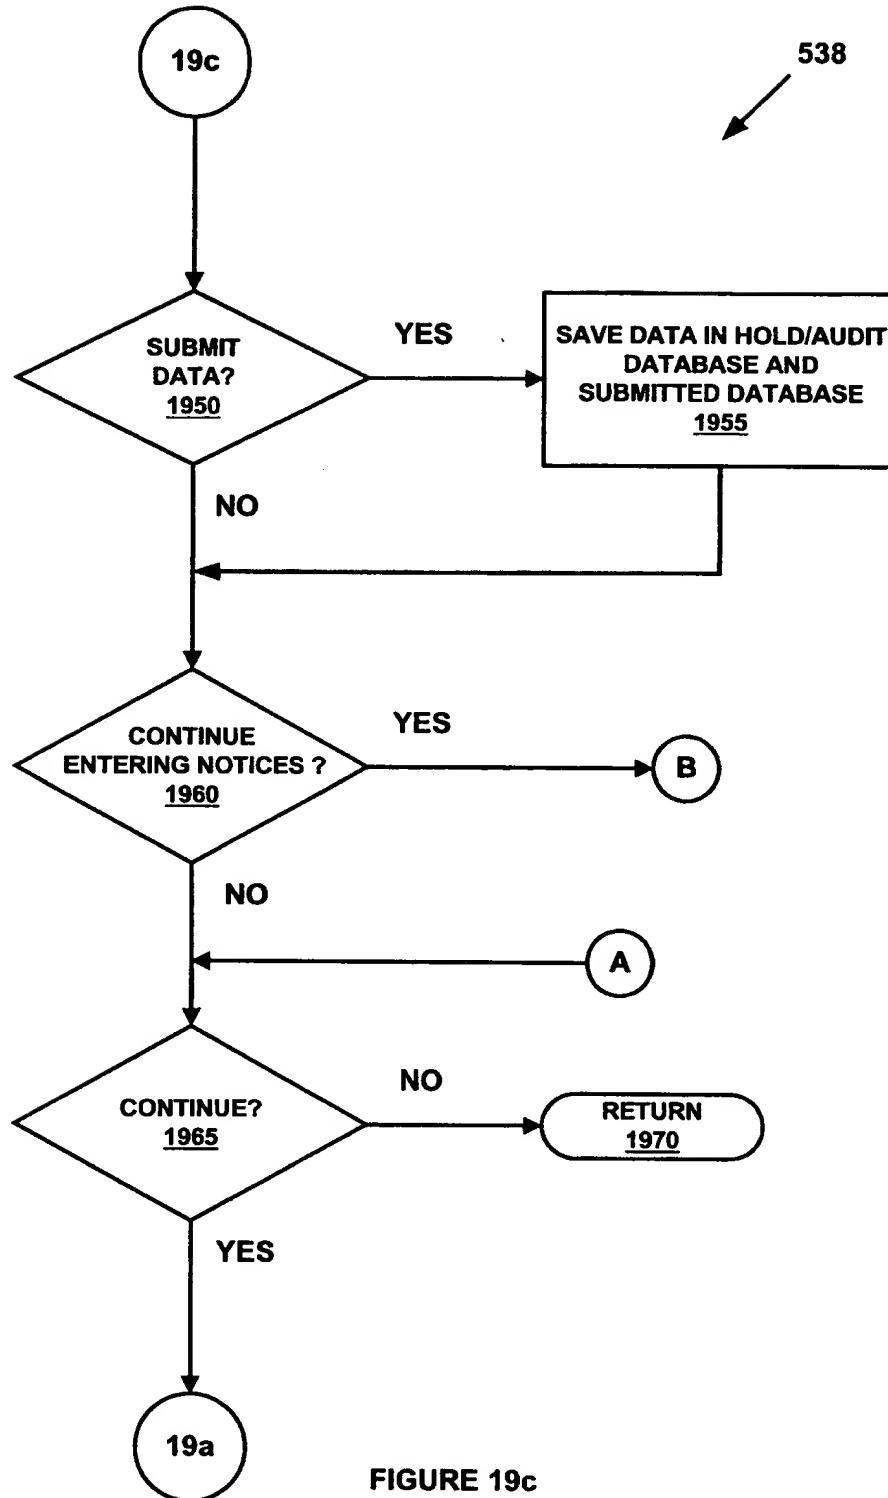 19c
538
SUBMIT
DATA?
1950
YES
SAVE DATA IN HOLD/AUDIT
DATABASE AND
SUBMITTED DATABASE
1955
NO
CONTINUE
ENTERING NOTICES ?
1960
YES
B
NO
A
CONTINUE?
1965
NO
RETURN
1970
YES
19a
FIGURE 19c